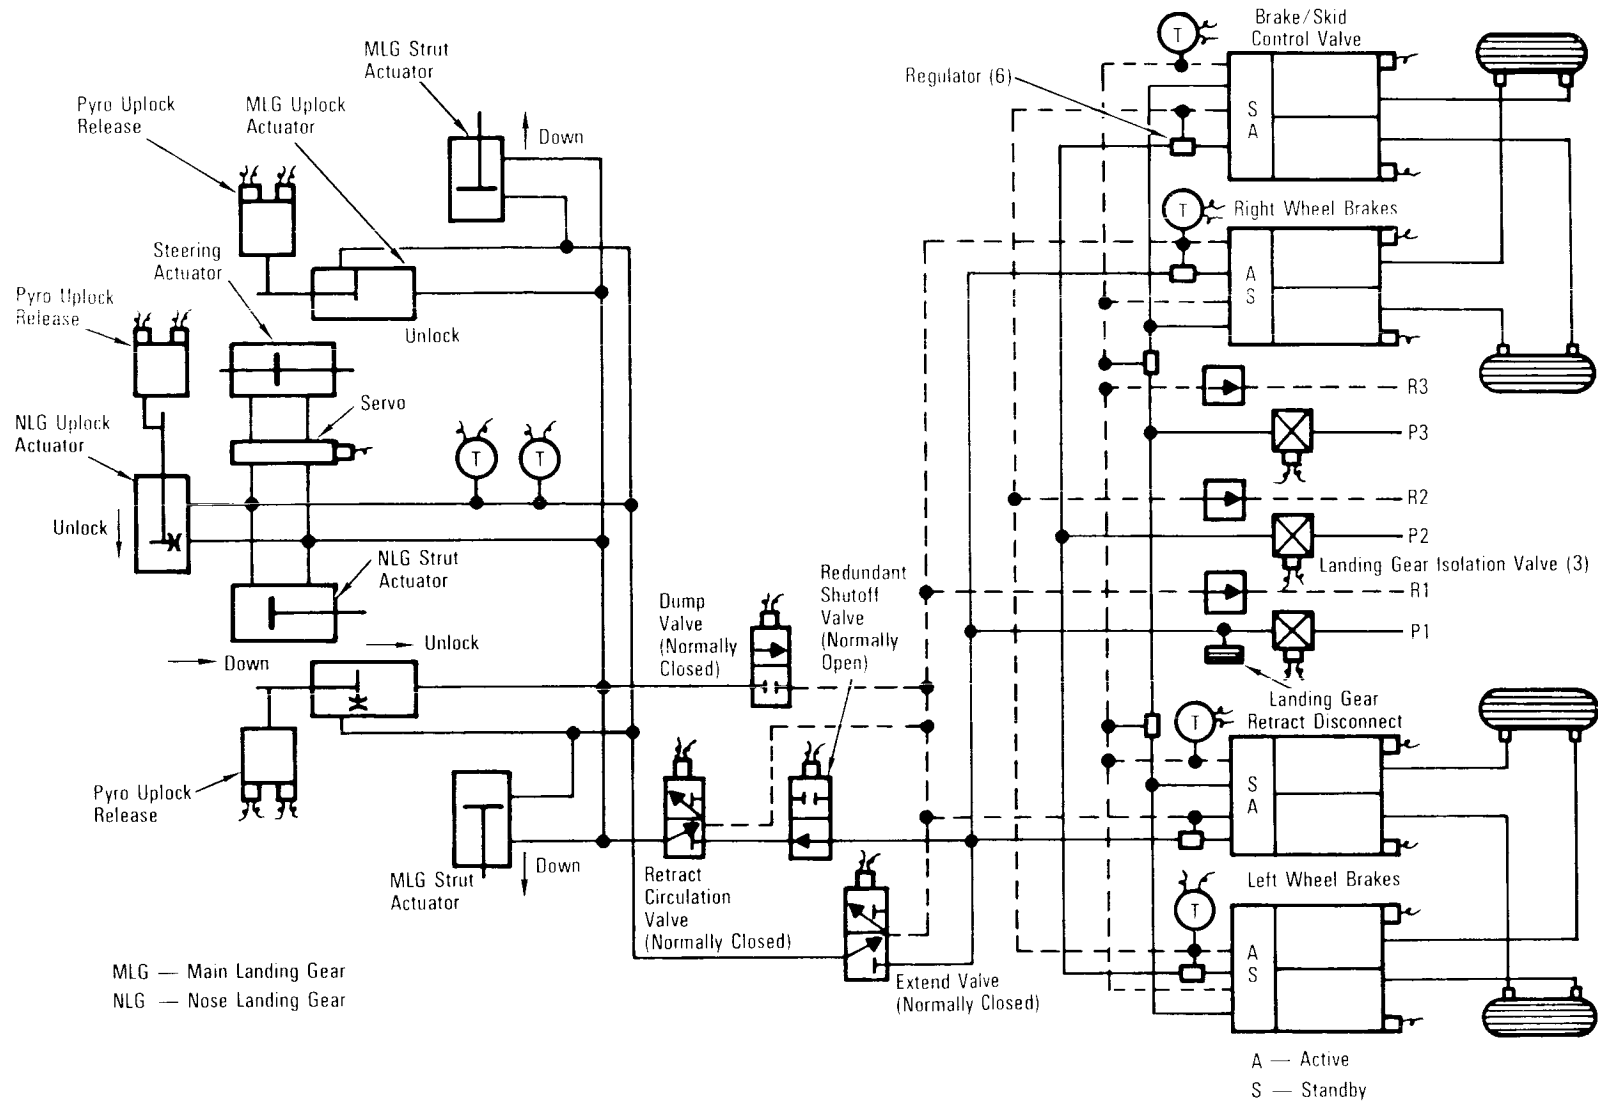 MLG Strut
Actuator
Brake/Skid
Control Valve
T
Regulator (6)
Pyro Uplock
Release
MLG Uplock
Actuator
Down
S
A
T
Right Wheel Brakes
Steering
Actuator
A
S
Pyro Uplock
Release
Unlock
R3
Servo
NLG Uplock
Actuator
P3
T
T
R2
Unlock
P2
NLG Strut
Actuator
Redundant
Shutoff
Valve
(Normally
Open)
Landing Gear Isolation Valve (3)
R1
Dump
Valve
(Normally
Closed)
P1
Unlock
Down
Landing Gear
Retract Disconnect
T
Pyro Uplock
Release
S
A
Down
MLG Strut
Actuator
Retract
Circulation
Valve
(Normally Closed)
Left Wheel Brakes
T
A
S
MLG — Main Landing Gear
NLG — Nose Landing Gear
Extend Valve
(Normally Closed)
A — Active
S — Standby